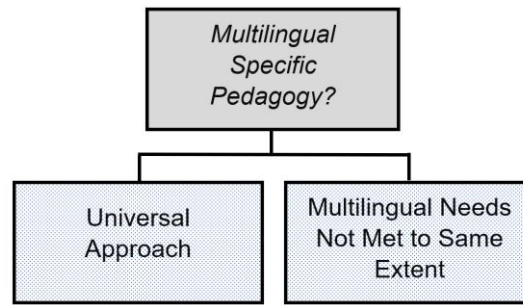 Multilingual
Specific
Pedagogy?
Universal
Approach
Multilingual Needs
Not Met to Same
Extent